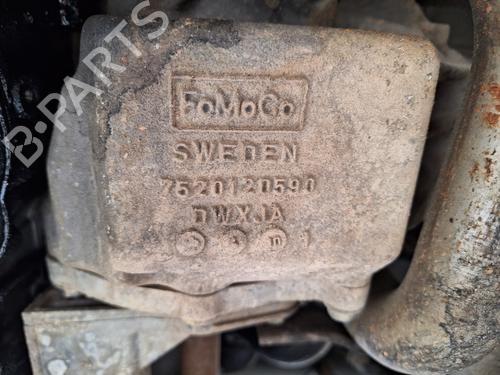 FoMoCo
SWEDEN
7520120590
DWXJA
B-PARTS